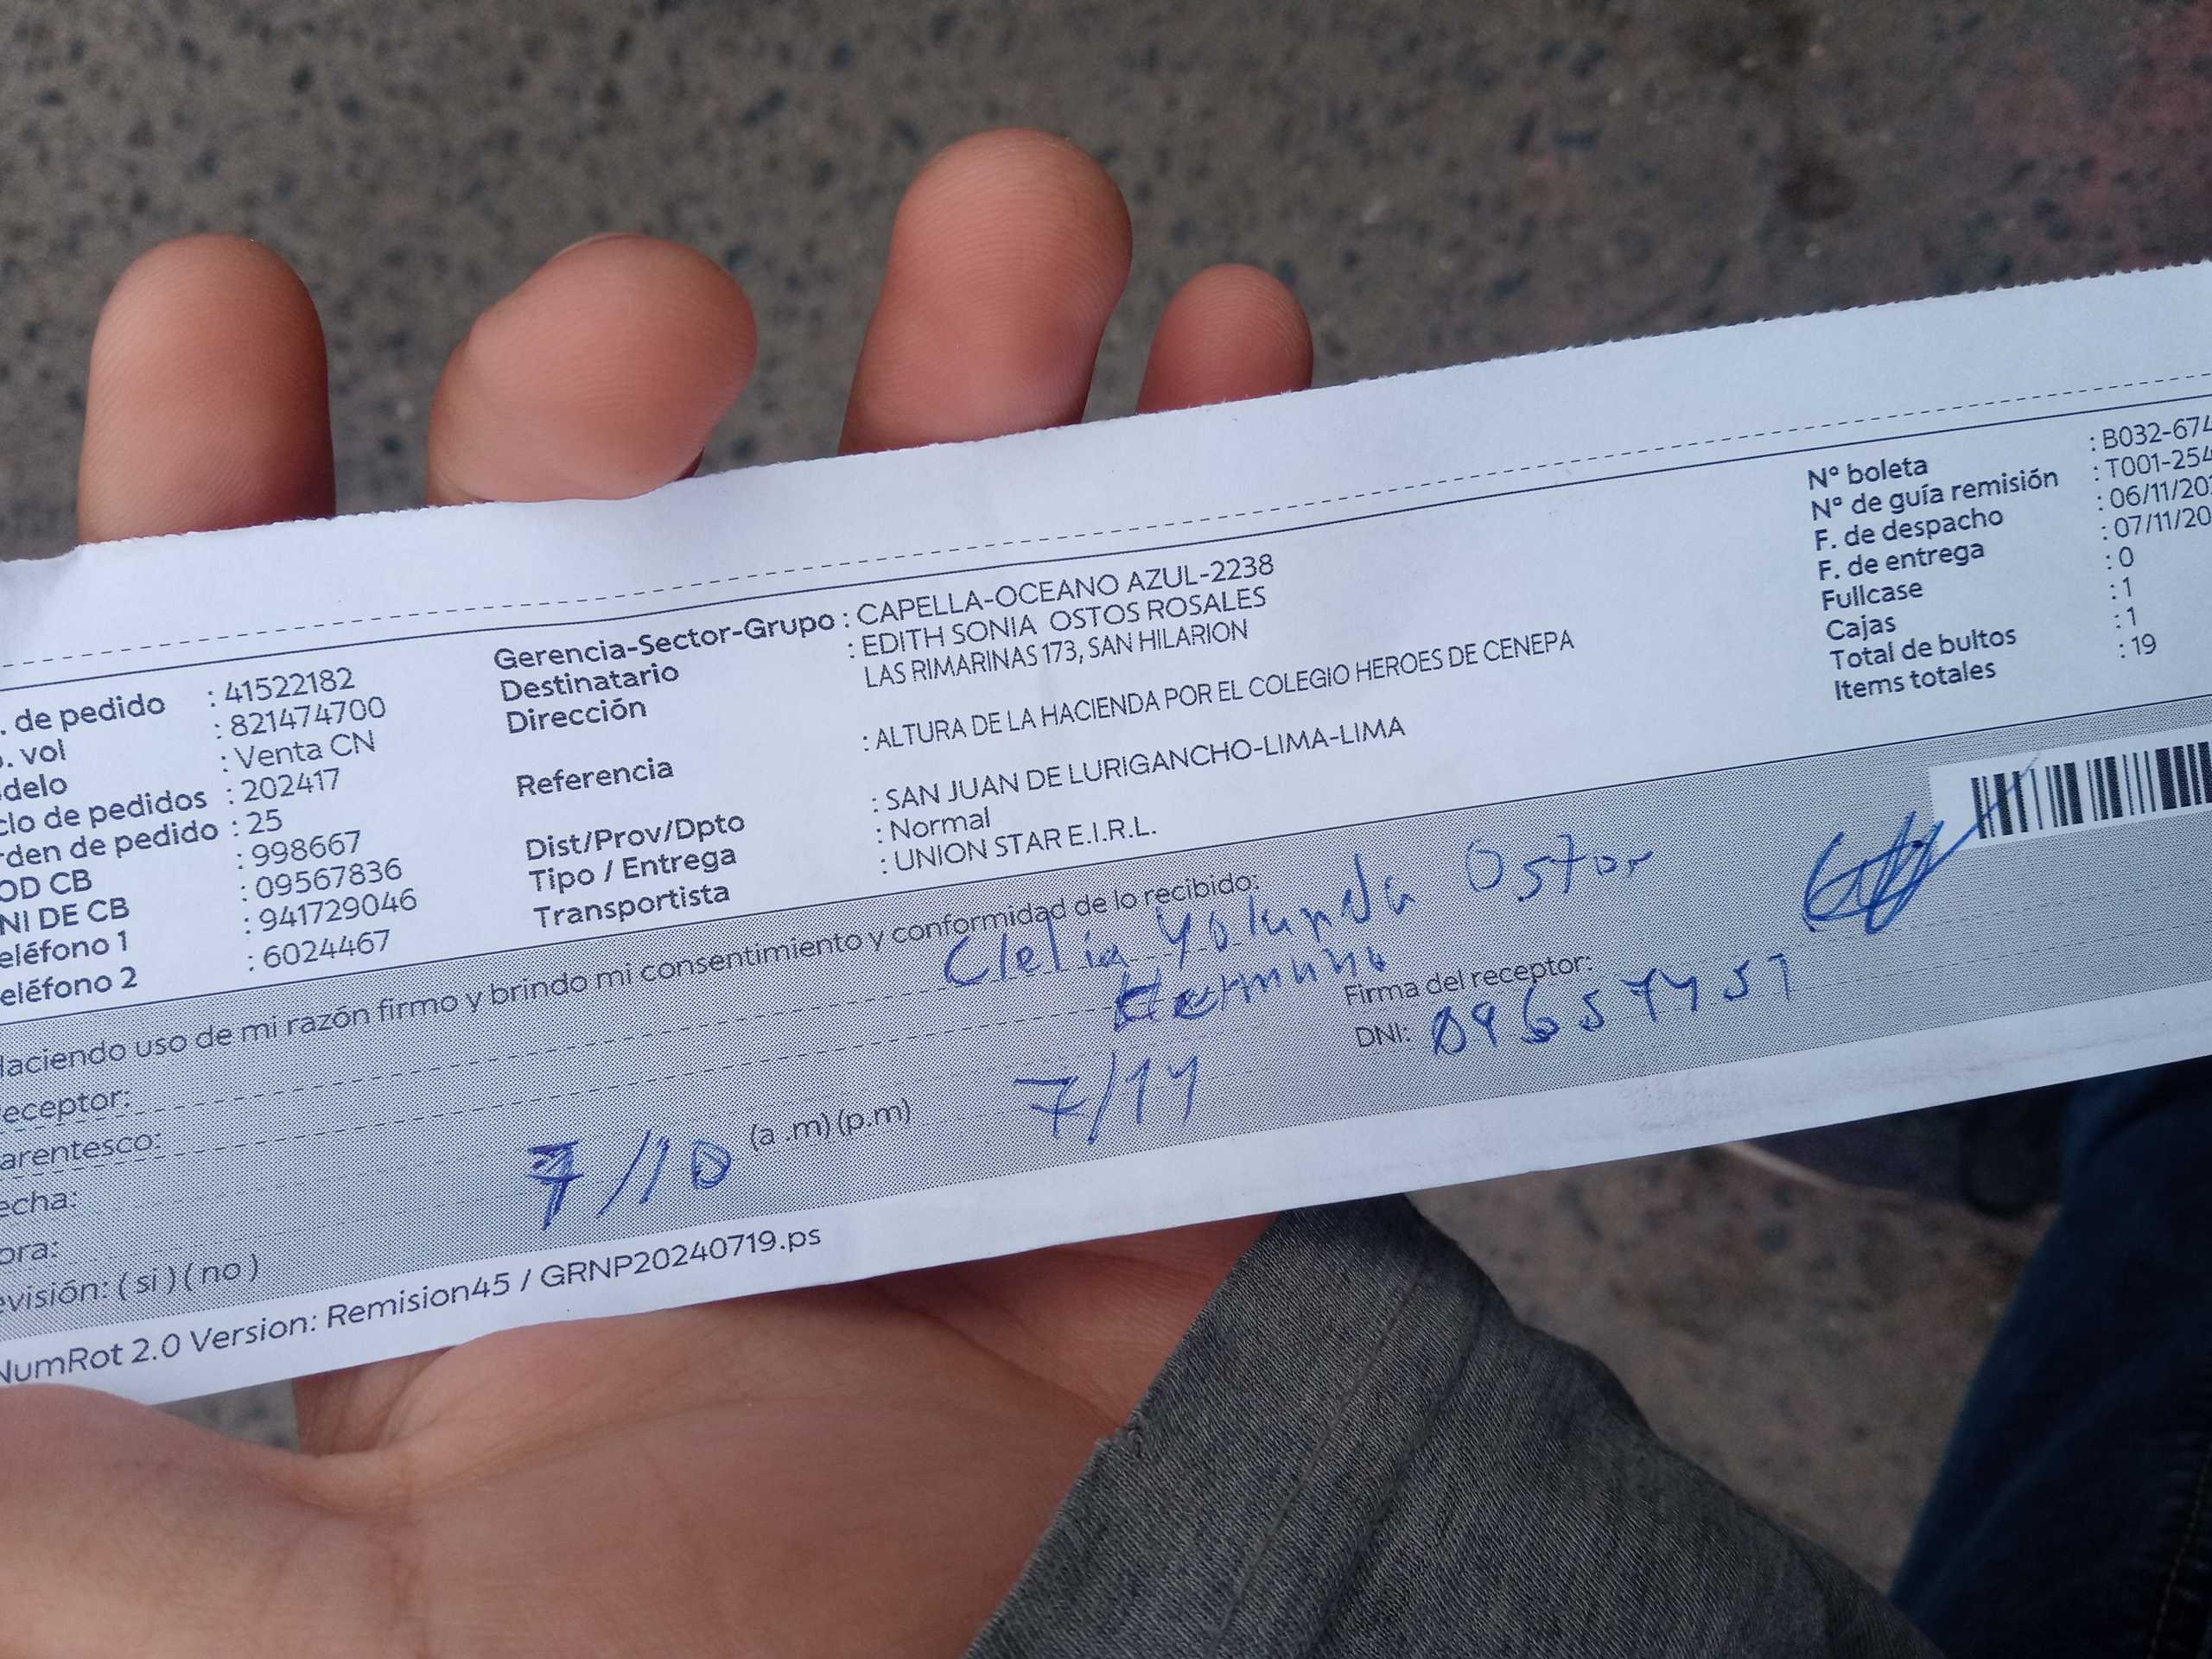 . de pedido : 41522182
. vol : 821474700
delo : Venta CN
clo de pedidos : 202417
rden de pedido : 25
OD CB : 998667
NI DE CB : 09567836
eléfono 1 : 941729046
eléfono 2 : 6024467
Gerencia-Sector-Grupo : CAPELLA-OCEANO AZUL-2238
Destinatario : EDITH SONIA OSTOS ROSALES
Dirección LAS RIMARINAS 173, SAN HILARION
Referencia : ALTURA DE LA HACIENDA POR EL COLEGIO HEROES DE CENEPA
Dist/Prov/Dpto : SAN JUAN DE LURIGANCHO-LIMA-LIMA
Tipo / Entrega : Normal
Transportista : UNION STAR E.I.R.L.
N° boleta : B032-674
N° de guía remisión : T001-254
F. de despacho : 06/11/20
F. de entrega : 07/11/20
Fullcase : 0
Cajas : 1
Total de bultos : 1
Items totales : 19
Haciendo uso de mi razón firmo y brindo mi consentimiento y conformidad de lo recibido:
eceptor: Clelia Yolanda Ostos
arentesco: Hermana
Firma del receptor:
echa: 7/11
DNI: 09657451
ora: 7/10 (a .m) (p.m)
evisión: ( si ) ( no )
NumRot 2.0 Version: Remision45 / GRNP20240719.ps